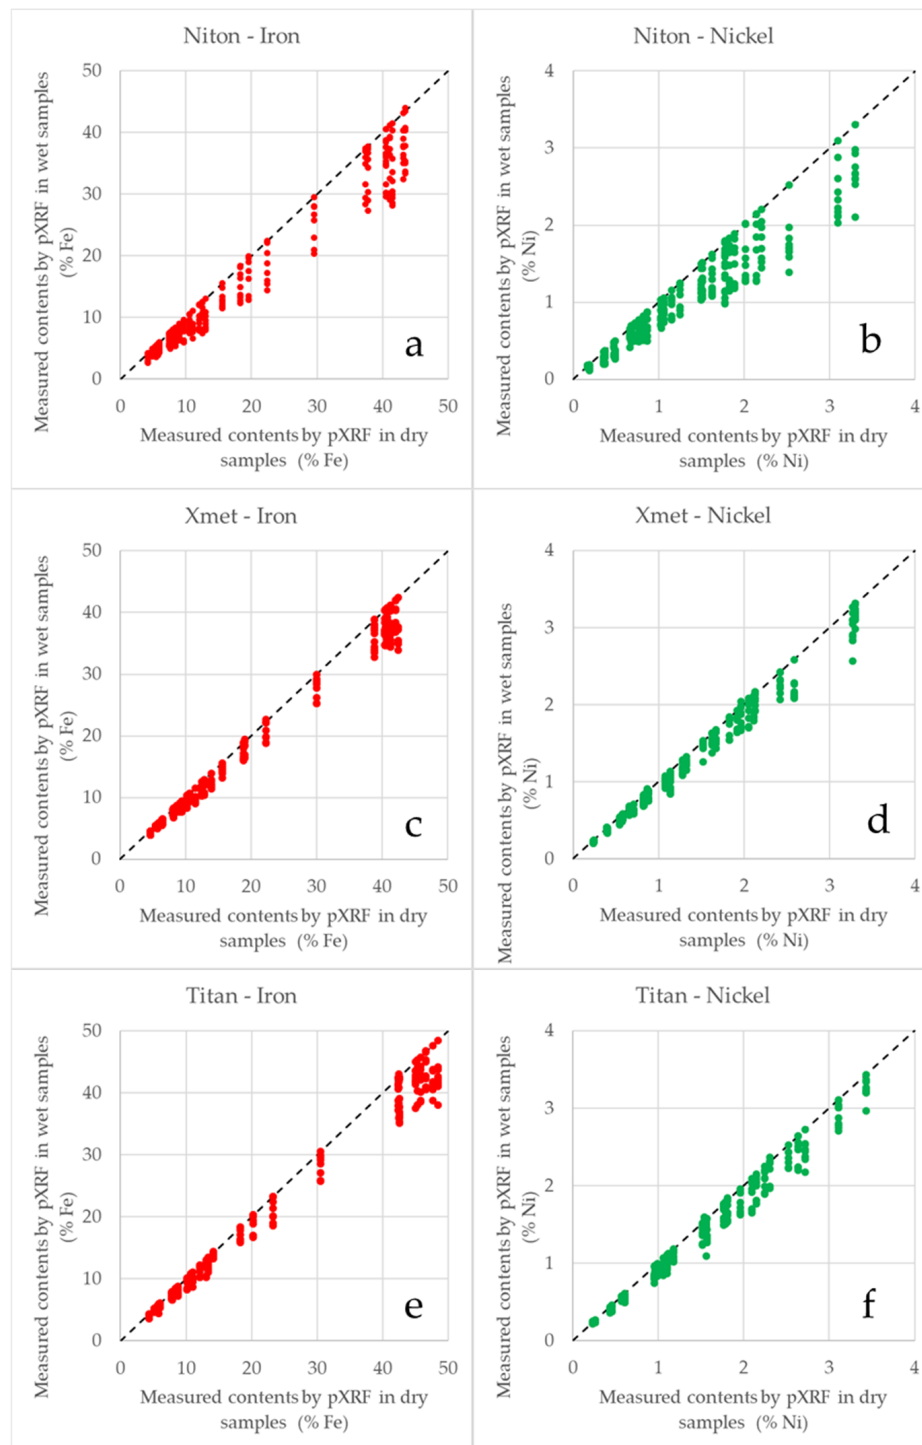 Niton - Iron
Measured contents by pXRF in wet samples
(% Fe)
50
40
30
20
10
0
a
0 10 20 30 40 50
Measured contents by pXRF in dry
samples (% Fe)
Niton - Nickel
Measured contents by pXRF in wet samples
(% Ni)
4
3
2
1
0
b
0 1 2 3 4
Measured contents by pXRF in dry
samples (% Ni)
Xmet - Iron
Measured contents by pXRF in wet samples
(% Fe)
50
40
30
20
10
0
c
0 10 20 30 40 50
Measured contents by pXRF in dry
samples (% Fe)
Xmet - Nickel
Measured contents by pXRF in wet samples
(% Ni)
4
3
2
1
0
d
0 1 2 3 4
Measured contents by pXRF in dry
samples (% Ni)
Titan - Iron
Measured contents by pXRF in wet samples
(% Fe)
50
40
30
20
10
0
e
0 10 20 30 40 50
Measured contents by pXRF in dry
samples (% Fe)
Titan - Nickel
Measured contents by pXRF in wet samples
(% Ni)
4
3
2
1
0
f
0 1 2 3 4
Measured contents by pXRF in dry
samples (% Ni)